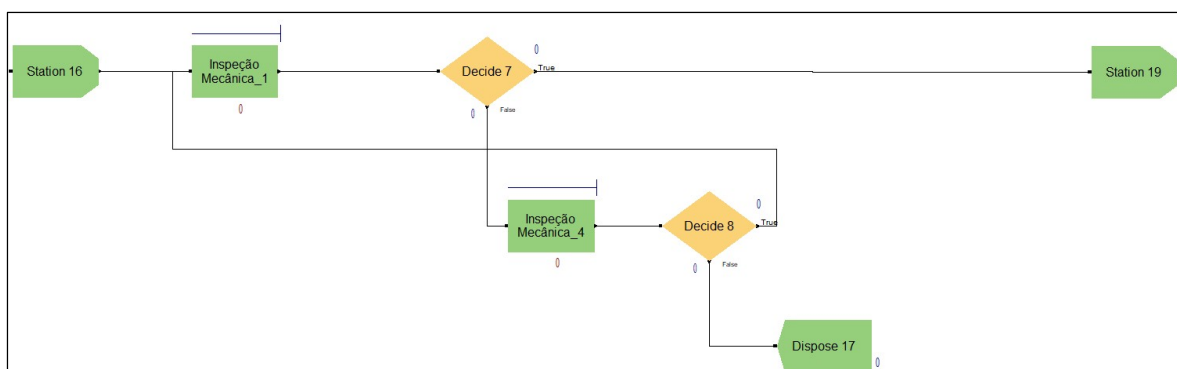 0
Station 16
Inspeção
Mecânica_1
Decide 7
True
Station 19
0
0
False
Inspeção
Mecânica_4
Decide 8
0
True
0
0
False
Dispose 17
0